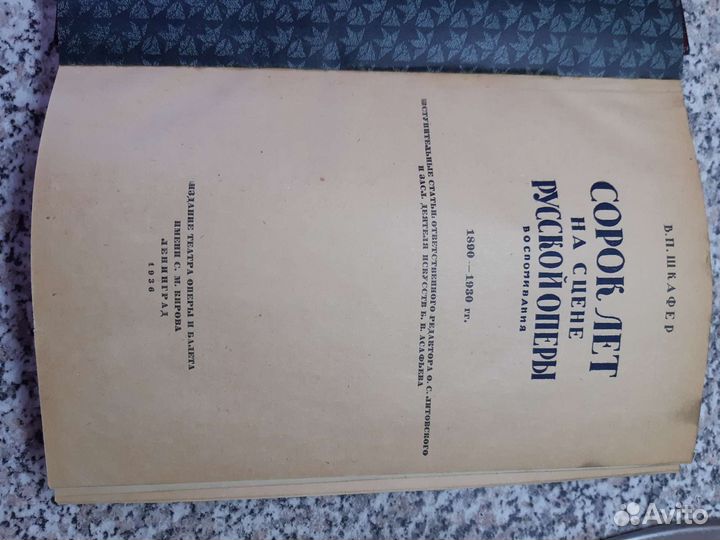 В. П. ШКАФЕР
СОРОК ЛЕТ
НА СЦЕНЕ
РУССКОЙ ОПЕРЫ
ВОСПОМИНАНИЯ
1890—1930 гг.
ВСТУПИТЕЛЬНЫЕ СТАТЬИ: ОТВЕТСТВЕННОГО РЕДАКТОРА О. С. ЛИТОВСКОГО
И ЗАСЛ. ДЕЯТЕЛЯ ИСКУССТВ Б. В. АСАФЬЕВА
ИЗДАНИЕ ТЕАТРА ОПЕРЫ И БАЛЕТА
ИМЕНИ С. М. КИРОВА
ЛЕНИНГРАД
1936
Avito